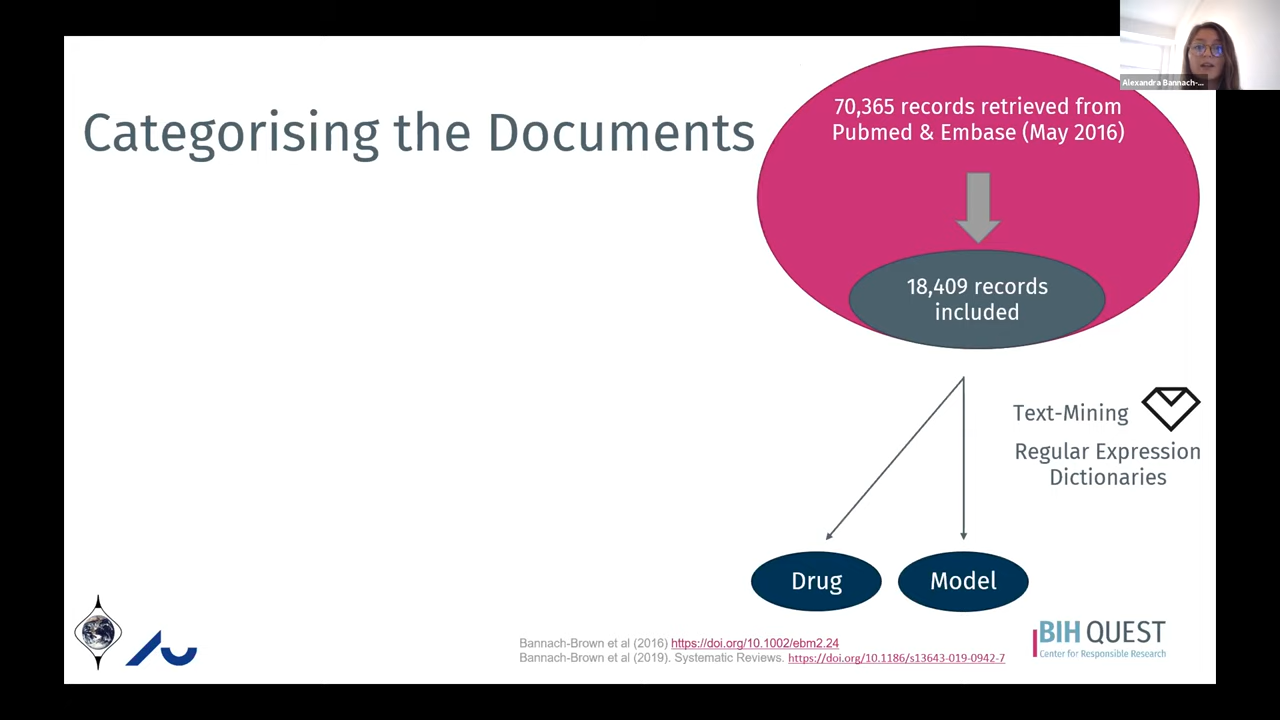 Alexandra Bannach-...
Categorising the Documents
70,365 records retrieved from
Pubmed & Embase (May 2016)
18,409 records
included
Text-Mining
Regular Expression
Dictionaries
Drug
Model
Bannach-Brown et al (2016) https://doi.org/10.1002/ebm2.24
Bannach-Brown et al (2019). Systematic Reviews. https://doi.org/10.1186/s13643-019-0942-7
BIH QUEST
Center for Responsible Research